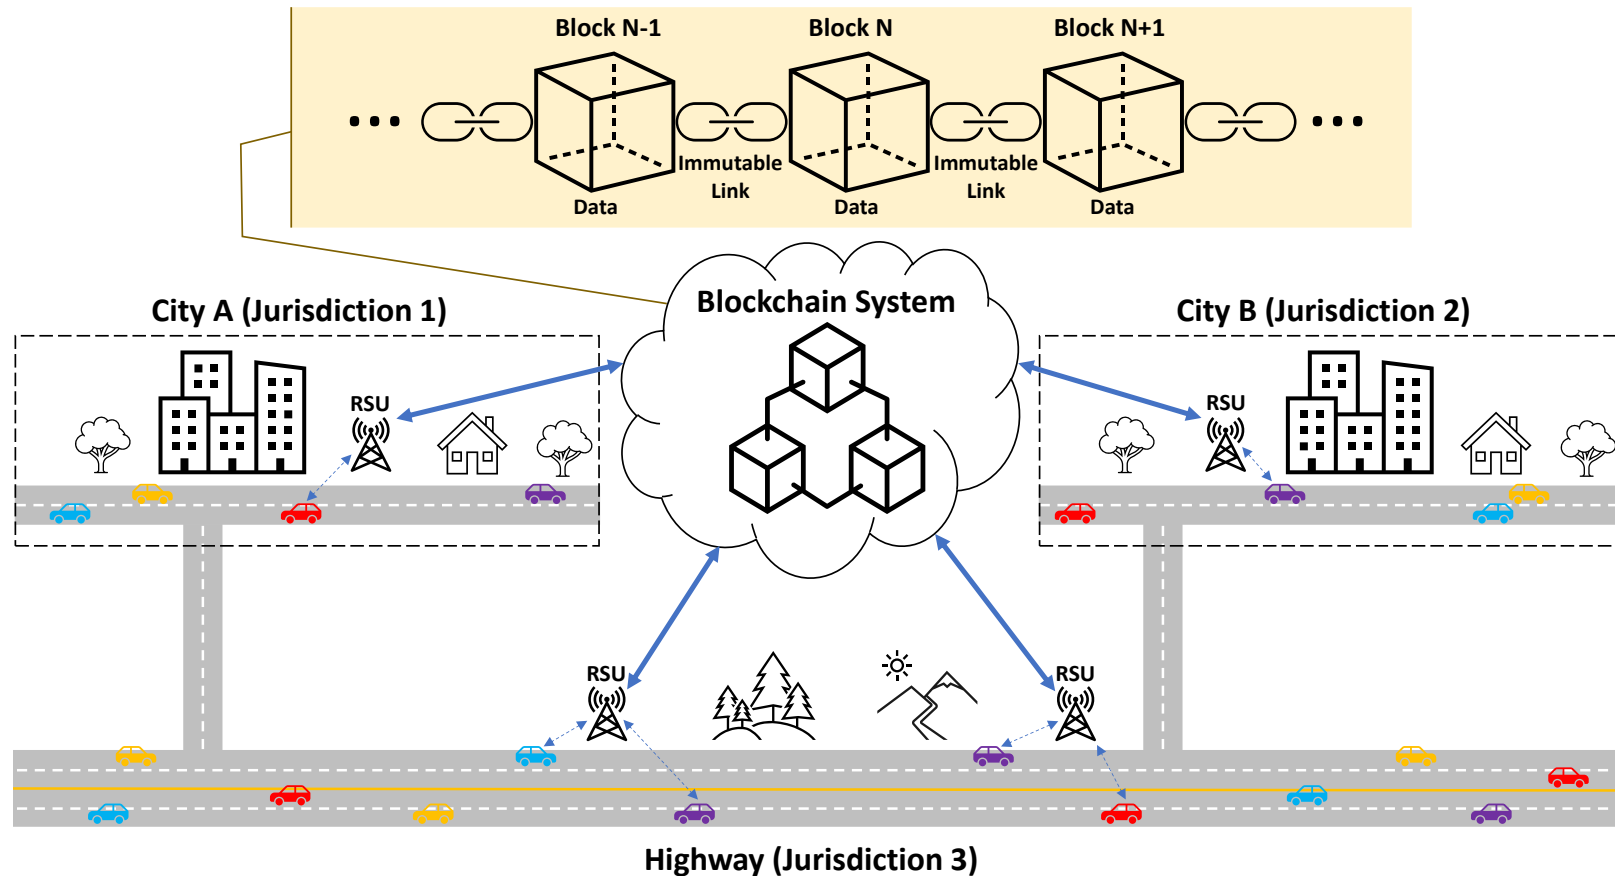 Block N-1
Block N
Block N+1
Immutable
Link
Immutable
Link
Data
Data
Data
Blockchain System
City A (Jurisdiction 1)
City B (Jurisdiction 2)
RSU
RSU
RSU
RSU
Highway (Jurisdiction 3)